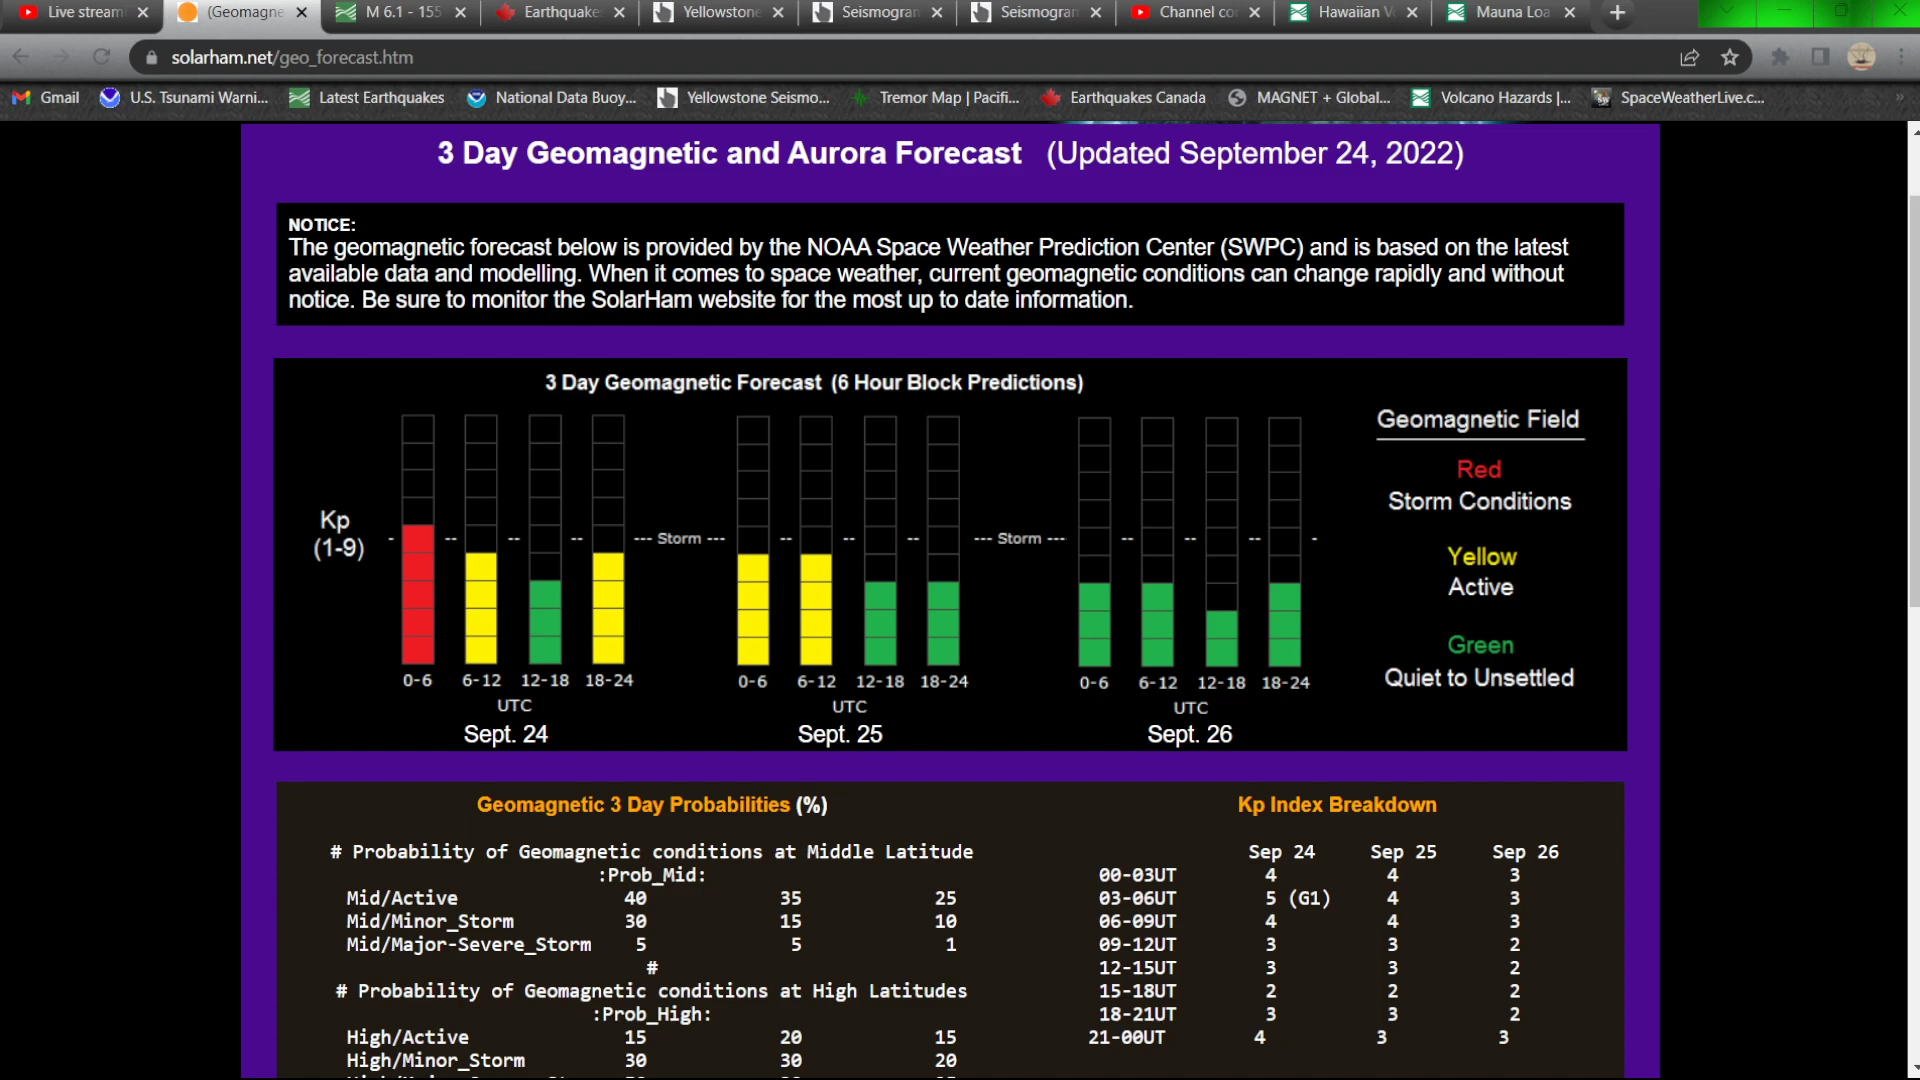 Live stream (Geomagne M 6.1 - 155 Earthquake Yellowstone Seismogran Seismogran Channel co Hawaiian V Mauna Loa
solarham.net/geo_forecast.htm
Gmail U.S. Tsunami Warni... Latest Earthquakes National Data Buoy... Yellowstone Seismo... Tremor Map | Pacifi... Earthquakes Canada MAGNET + Global... Volcano Hazards |... SpaceWeatherLive.c...
3 Day Geomagnetic and Aurora Forecast (Updated September 24, 2022)
NOTICE:
The geomagnetic forecast below is provided by the NOAA Space Weather Prediction Center (SWPC) and is based on the latest
available data and modelling. When it comes to space weather, current geomagnetic conditions can change rapidly and without
notice. Be sure to monitor the SolarHam website for the most up to date information.
3 Day Geomagnetic Forecast (6 Hour Block Predictions)
Geomagnetic Field
Red
Storm Conditions
Kp
(1-9)
- -- -- -- --- Storm --- -- -- -- --- Storm --- -- -- -- -
Yellow
Active
Green
Quiet to Unsettled
0-6 6-12 12-18 18-24 0-6 6-12 12-18 18-24 0-6 6-12 12-18 18-24
UTC UTC UTC
Sept. 24 Sept. 25 Sept. 26
Geomagnetic 3 Day Probabilities (%)
# Probability of Geomagnetic conditions at Middle Latitude
:Prob_Mid:
Mid/Active 40 35 25
Mid/Minor_Storm 30 15 10
Mid/Major-Severe_Storm 5 5 1
#
# Probability of Geomagnetic conditions at High Latitudes
:Prob_High:
High/Active 15 20 15
High/Minor_Storm 30 30 20
Kp Index Breakdown
Sep 24 Sep 25 Sep 26
00-03UT 4 4 3
03-06UT 5 (G1) 4 3
06-09UT 4 4 3
09-12UT 3 3 2
12-15UT 3 3 2
15-18UT 2 2 2
18-21UT 3 3 2
21-00UT 4 3 3